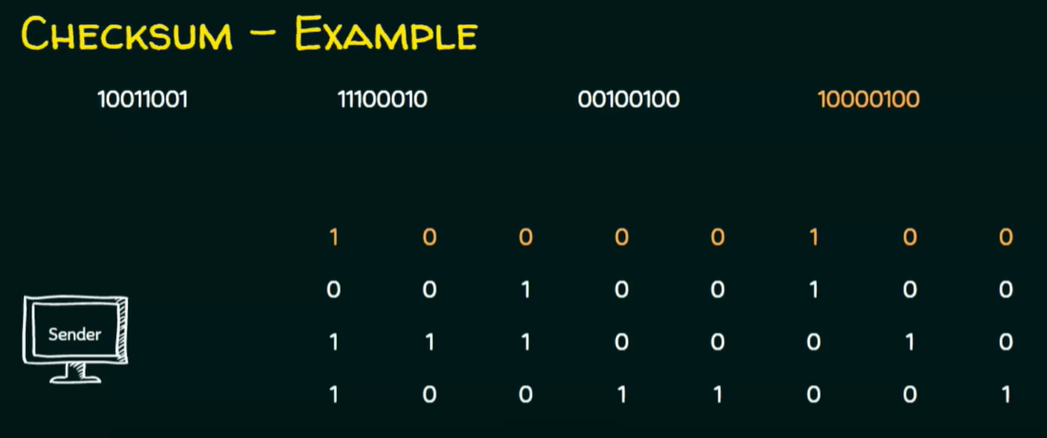 CHECKSUM – EXAMPLE
10011001 11100010 00100100 10000100
1 0 0 0 0 1 0 0
0 0 1 0 0 1 0 0
Sender
1 1 1 0 0 0 1 0
1 0 0 1 1 0 0 1